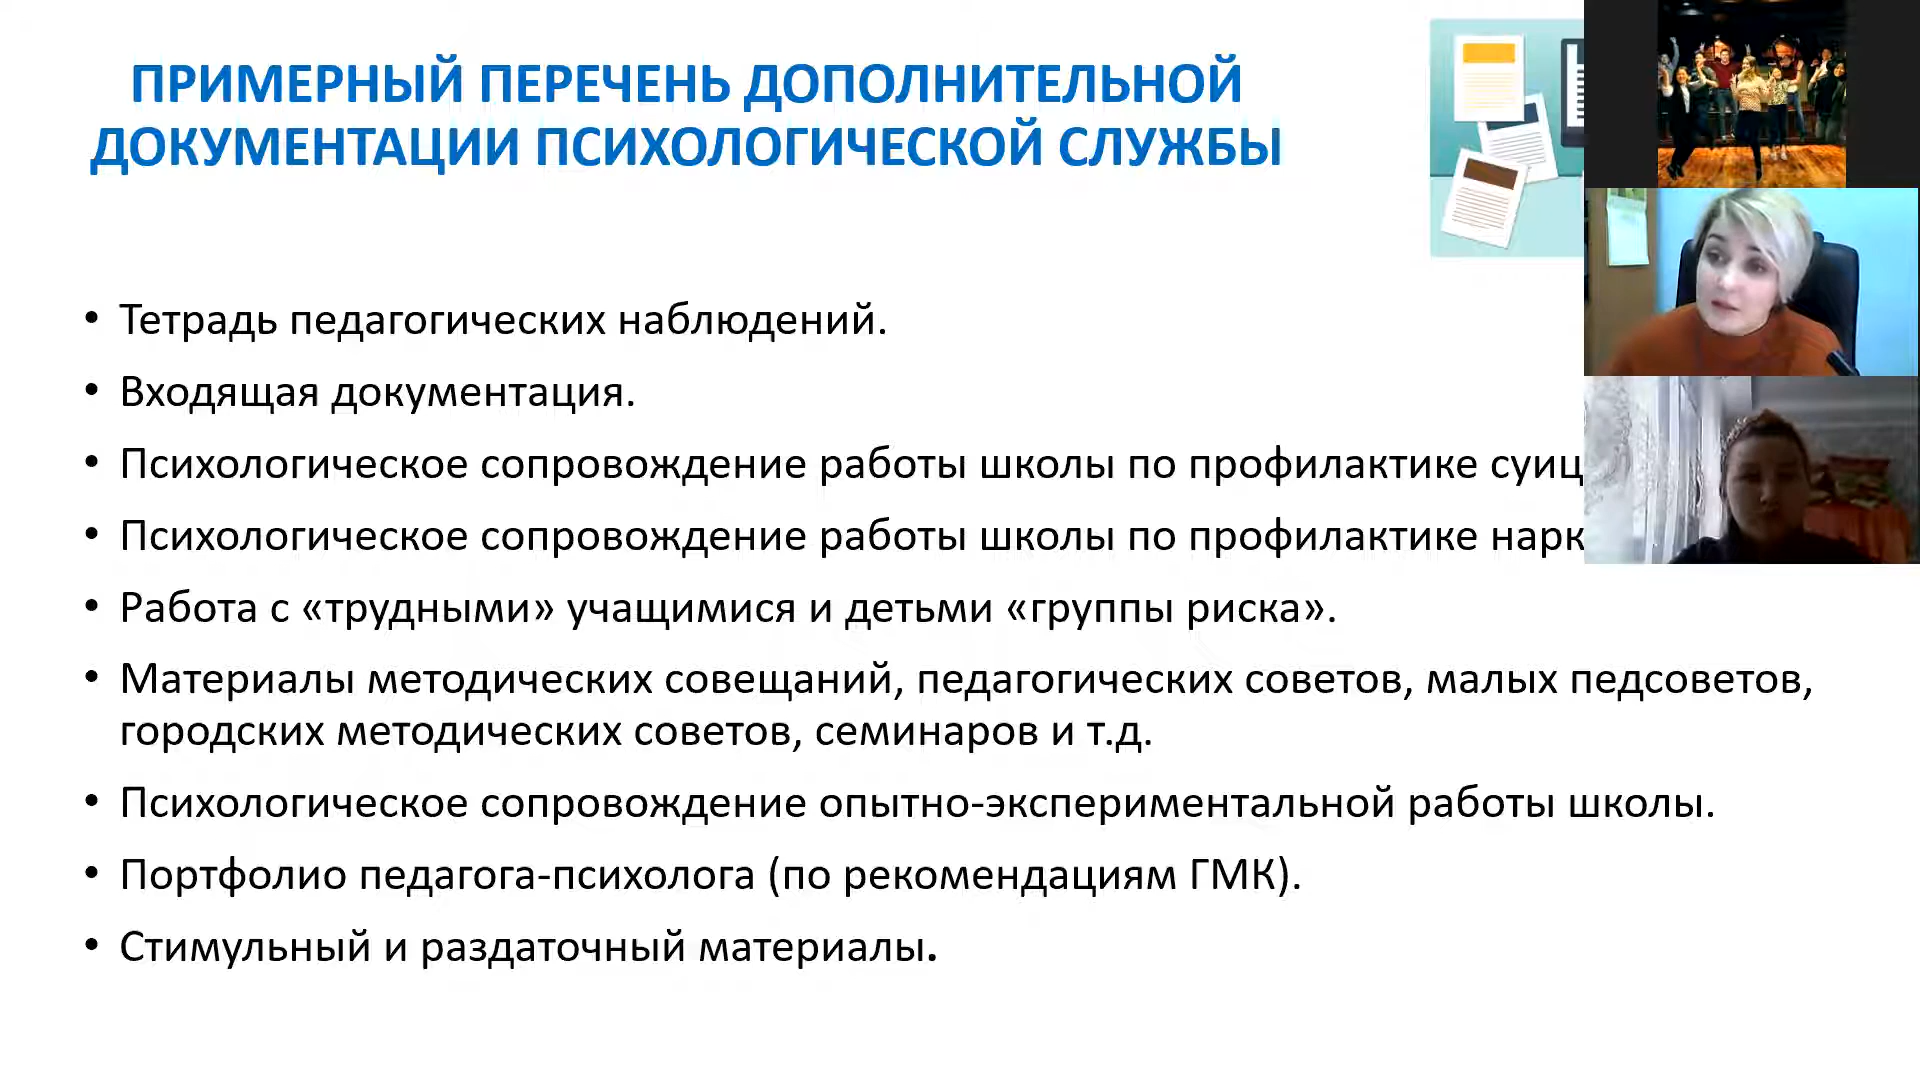 ПРИМЕРНЫЙ ПЕРЕЧЕНЬ ДОПОЛНИТЕЛЬНОЙ
ДОКУМЕНТАЦИИ ПСИХОЛОГИЧЕСКОЙ СЛУЖБЫ
• Тетрадь педагогических наблюдений.
• Входящая документация.
• Психологическое сопровождение работы школы по профилактике
• Психологическое сопровождение работы школы по профилактике
• Работа с «трудными» учащимися и детьми «группы риска».
• Материалы методических совещаний, педагогических советов, малых педсоветов,
городских методических советов, семинаров и т.д.
• Психологическое сопровождение опытно-экспериментальной работы школы.
• Портфолио педагога-психолога (по рекомендациям ГМК).
• Стимульный и раздаточный материалы.